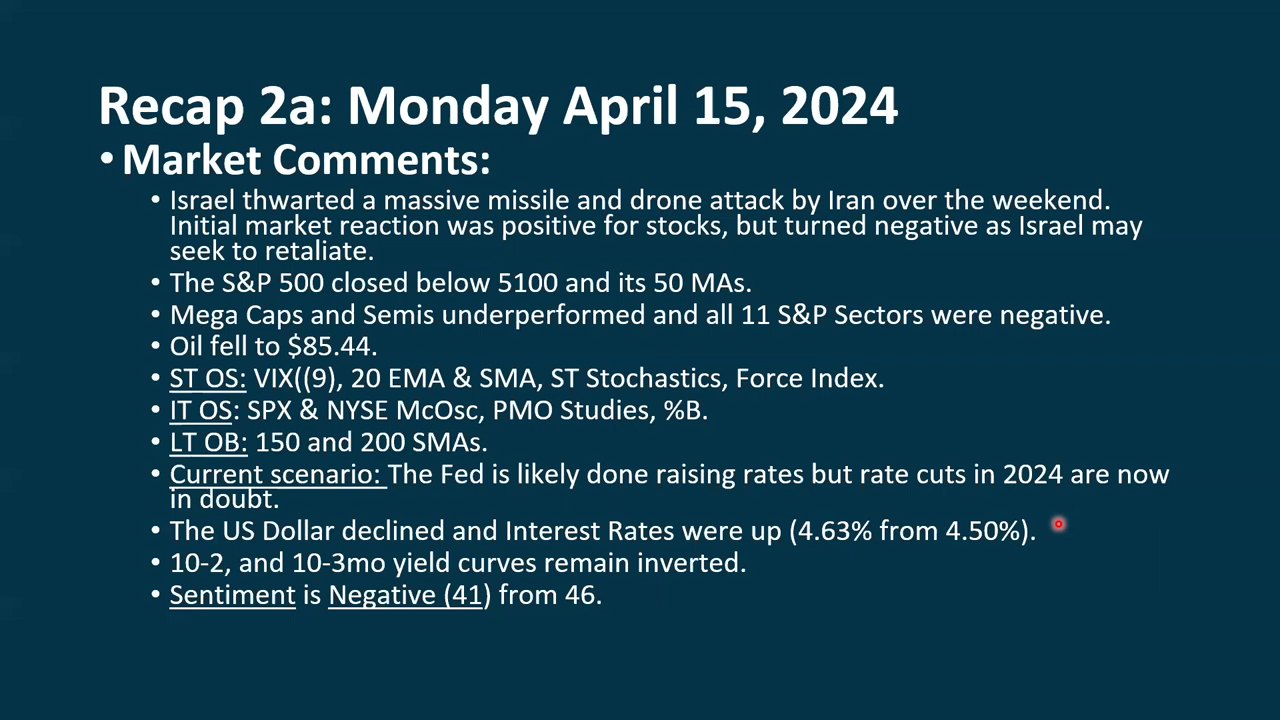 Recap 2a: Monday April 15, 2024
• Market Comments:
• Israel thwarted a massive missile and drone attack by Iran over the weekend.
Initial market reaction was positive for stocks, but turned negative as Israel may
seek to retaliate.
• The S&P 500 closed below 5100 and its 50 MAs.
• Mega Caps and Semis underperformed and all 11 S&P Sectors were negative.
• Oil fell to $85.44.
• ST OS: VIX((9), 20 EMA & SMA, ST Stochastics, Force Index.
• IT OS: SPX & NYSE McOsc, PMO Studies, %B.
• LT OB: 150 and 200 SMAs.
• Current scenario: The Fed is likely done raising rates but rate cuts in 2024 are now
in doubt.
• The US Dollar declined and Interest Rates were up (4.63% from 4.50%).
• 10-2, and 10-3mo yield curves remain inverted.
• Sentiment is Negative (41) from 46.